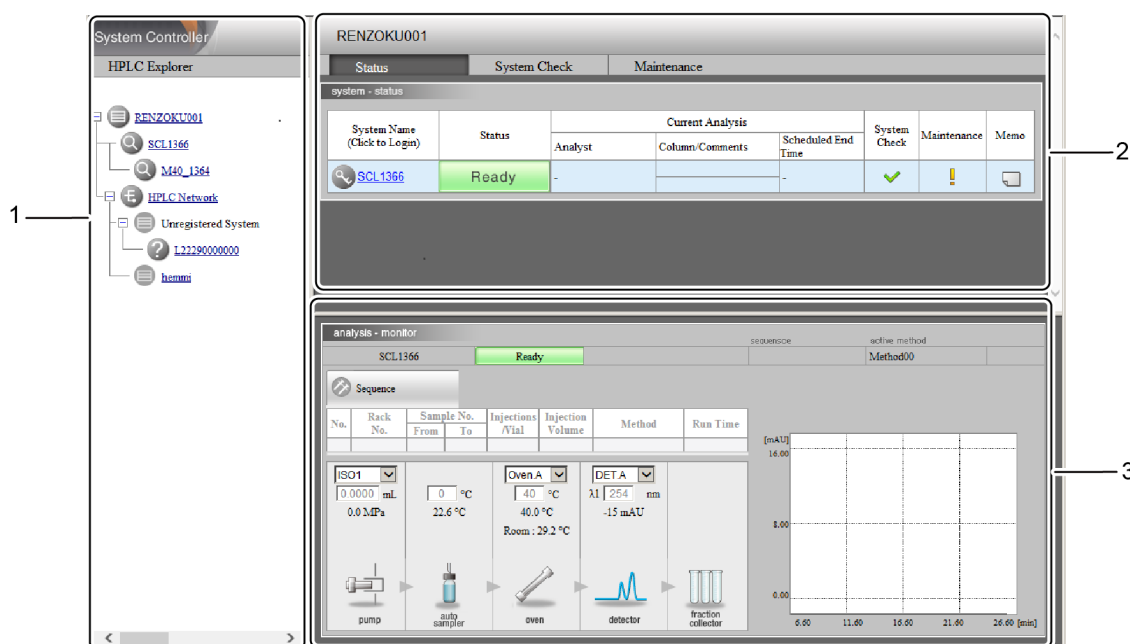 System Controller
HPLC Explorer
RENZOKU001
SCL1366
M40_1364
HPLC Network
Unregistered System
L22290000000
hemmi
1
RENZOKU001
Status System Check Maintenance
system - status
System Name (Click to Login) Status Current Analysis System Check Maintenance Memo
Analyst Column/Comments Scheduled End Time
SCL1366 Ready - -
2
analysis - monitor
sequensce active method
SCL1366 Ready Method00
Sequence
No. Rack No. Sample No. Injections /Vial Injection Volume Method Run Time
From To
ISO1 Oven.A DET.A
0.0000 mL 0 °C 40 °C λ1 254 nm
0.0 MPa 22.6 °C 40.0 °C -15 mAU
Room : 29.2 °C
pump auto sampler oven detector fraction collector
[mAU]
16.00
8.00
0.00
6.60 11.60 16.60 21.60 26.60 [min]
3